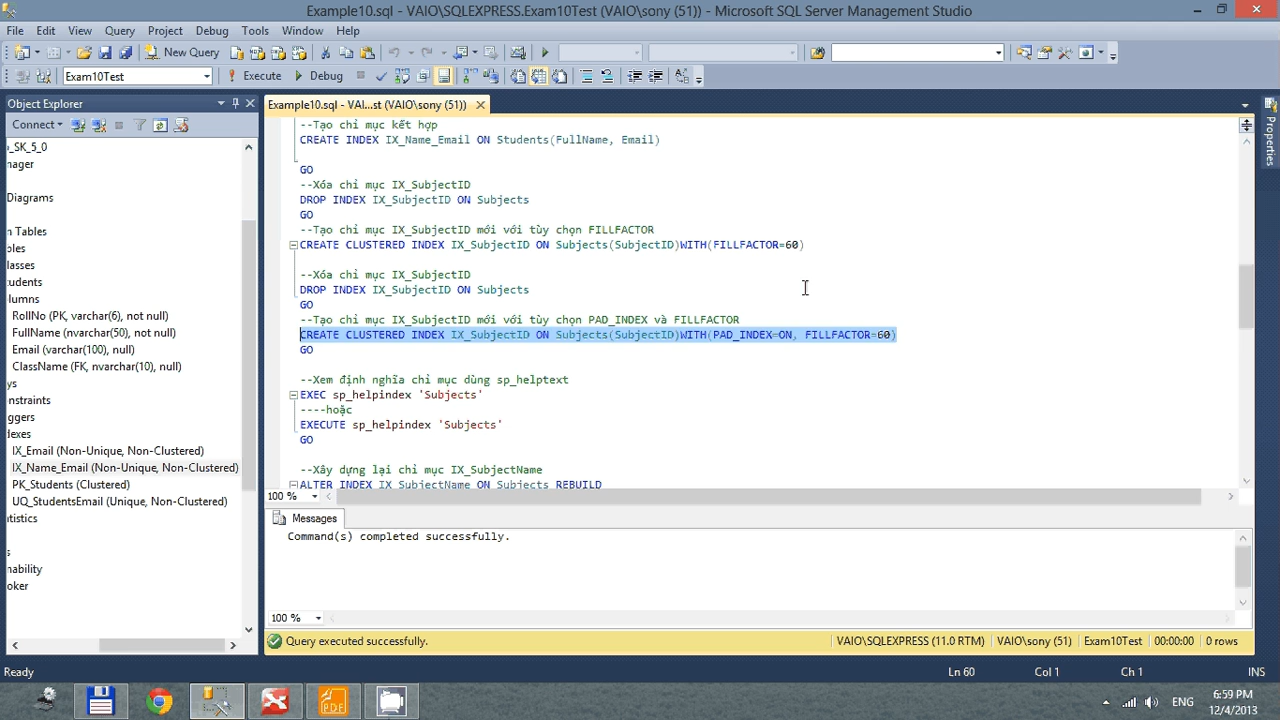 Example10.sql - VAIO\SQLEXPRESS.Exam10Test (VAIO\sony (51)) - Microsoft SQL Server Management Studio
File Edit View Query Project Debug Tools Window Help
New Query
Exam10Test Execute Debug
Object Explorer
Connect
_SK_5_0
nager
Diagrams
n Tables
bles
lasses
tudents
olumns
RollNo (PK, varchar(6), not null)
FullName (nvarchar(50), not null)
Email (varchar(100), null)
ClassName (FK, nvarchar(10), null)
ys
onstraints
ggers
lexes
IX_Email (Non-Unique, Non-Clustered)
IX_Name_Email (Non-Unique, Non-Clustered)
PK_Students (Clustered)
UQ_StudentsEmail (Unique, Non-Clustered)
atistics
s
nability
oker
Example10.sql - VAI...st (VAIO\sony (51))
--Tạo chỉ mục kết hợp
CREATE INDEX IX_Name_Email ON Students(FullName, Email)
GO
--Xóa chỉ mục IX_SubjectID
DROP INDEX IX_SubjectID ON Subjects
GO
--Tạo chỉ mục IX_SubjectID mới với tùy chọn FILLFACTOR
CREATE CLUSTERED INDEX IX_SubjectID ON Subjects(SubjectID)WITH(FILLFACTOR=60)
--Xóa chỉ mục IX_SubjectID
DROP INDEX IX_SubjectID ON Subjects
GO
--Tạo chỉ mục IX_SubjectID mới với tùy chọn PAD_INDEX và FILLFACTOR
CREATE CLUSTERED INDEX IX_SubjectID ON Subjects(SubjectID)WITH(PAD_INDEX=ON, FILLFACTOR=60)
GO
--Xem định nghĩa chỉ mục dùng sp_helptext
EXEC sp_helpindex 'Subjects'
----hoặc
EXECUTE sp_helpindex 'Subjects'
GO
--Xây dựng lại chỉ mục IX_SubjectName
ALTER INDEX IX_SubjectName ON Subjects REBUILD
100 %
Messages
Command(s) completed successfully.
100 %
Query executed successfully. VAIO\SQLEXPRESS (11.0 RTM) VAIO\sony (51) Exam10Test 00:00:00 0 rows
Properties
Ready Ln 60 Col 1 Ch 1 INS
PDF
ENG
6:59 PM
12/4/2013